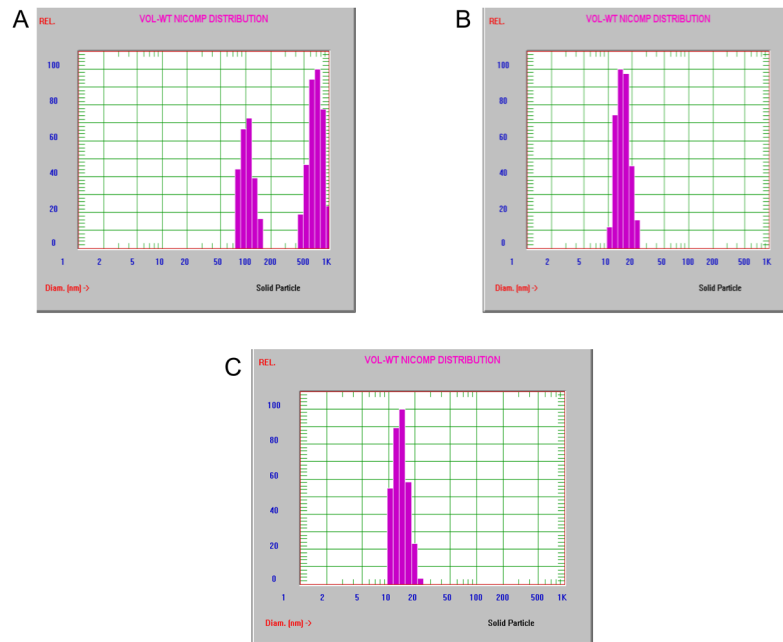 A
VOL-WT NICOMP DISTRIBUTION
REL.
100
80
60
40
20
0
1 2 5 10 20 50 100 200 500 1K
Diam. (nm) -> Solid Particle
B
VOL-WT NICOMP DISTRIBUTION
REL.
100
80
60
40
20
0
1 2 5 10 20 50 100 200 500 1K
Diam. (nm) -> Solid Particle
C
VOL-WT NICOMP DISTRIBUTION
REL.
100
80
60
40
20
0
1 2 5 10 20 50 100 200 500 1K
Diam. (nm) -> Solid Particle